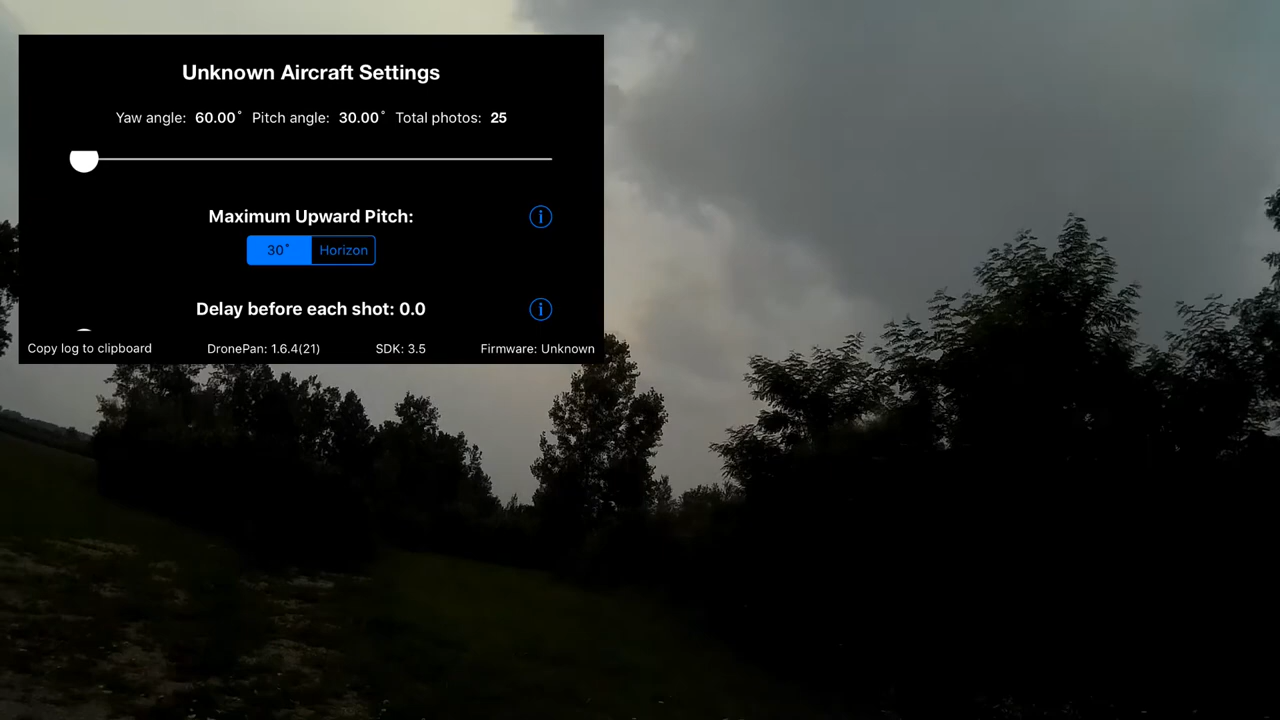 Unknown Aircraft Settings
Yaw angle: 60.00° Pitch angle: 30.00° Total photos: 25
Maximum Upward Pitch:
30° Horizon
Delay before each shot: 0.0
Copy log to clipboard DronePan: 1.6.4(21) SDK: 3.5 Firmware: Unknown